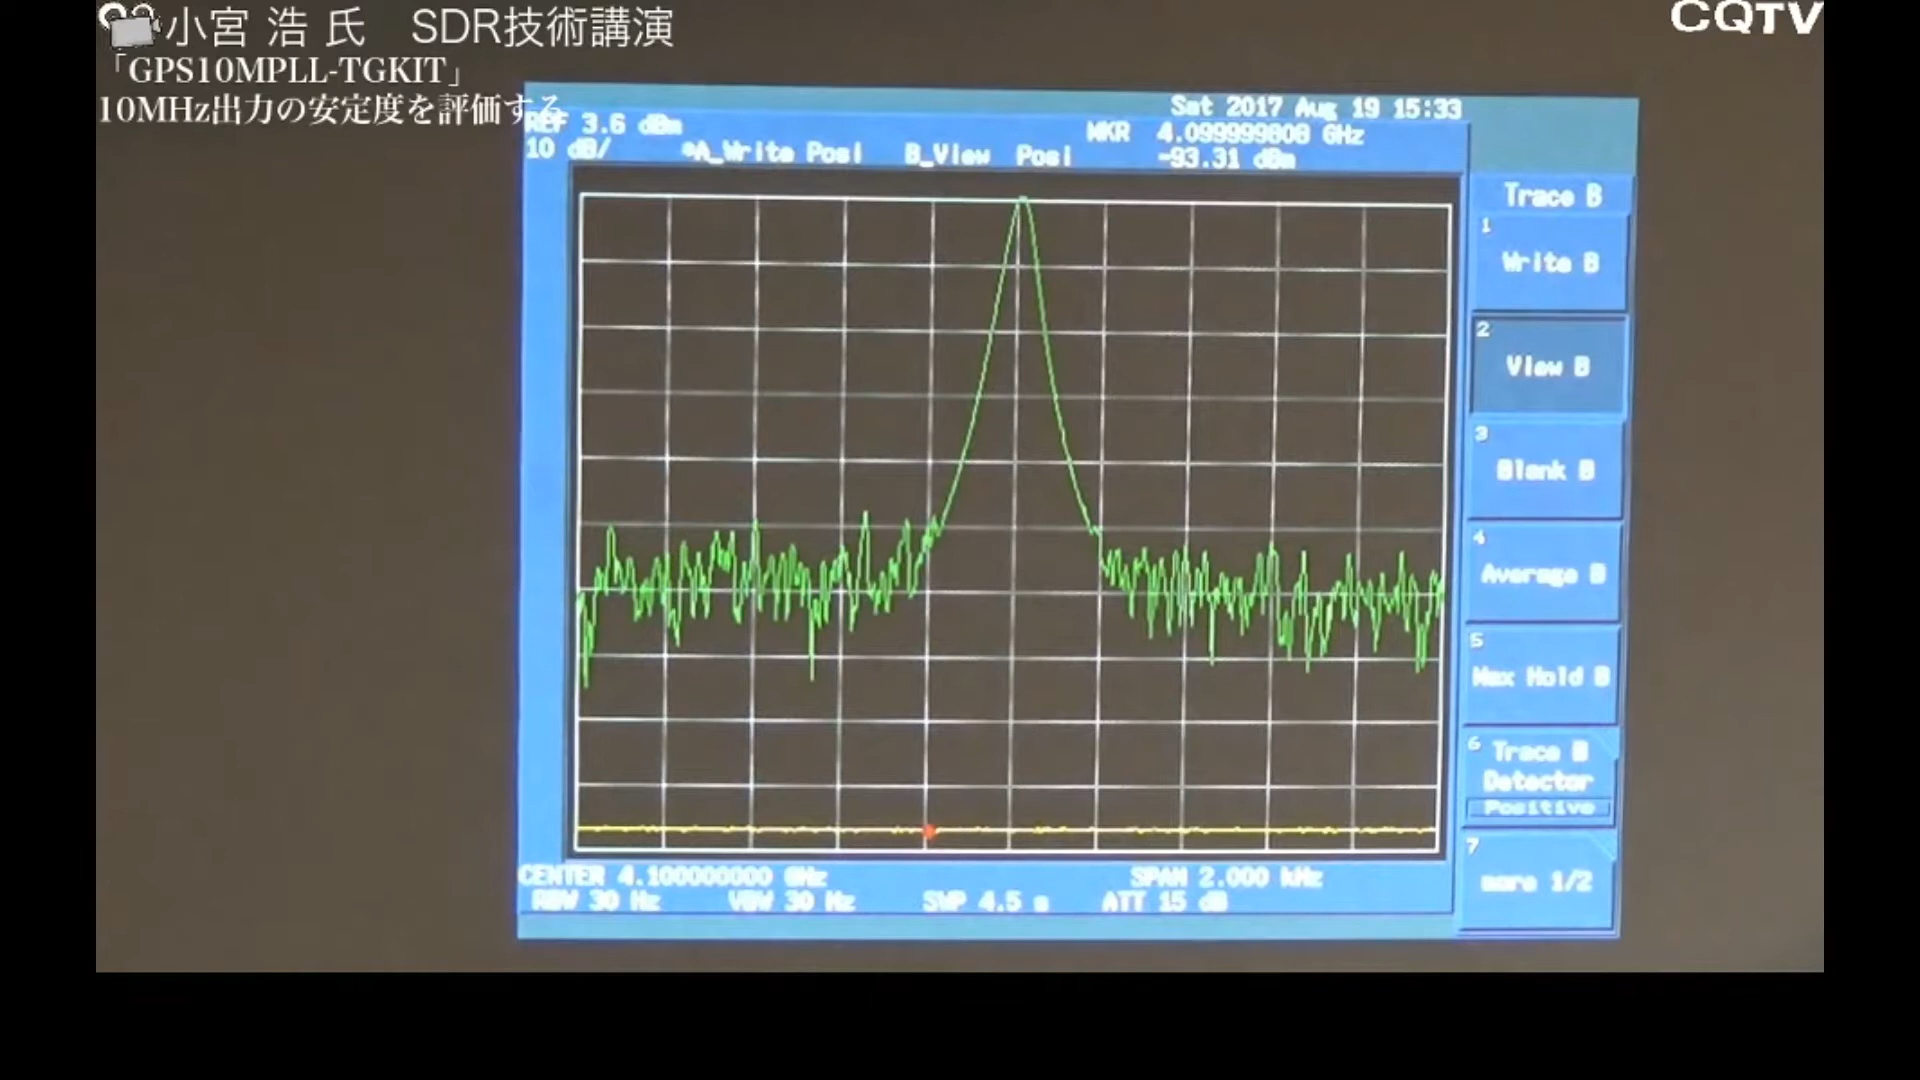 小宮 浩 氏　SDR技術講演
CQTV
「GPS10MPLL-TGKIT」
10MHz出力の安定度を評価する
Sat 2017 Aug 19 15:33
REF 3.6 dBm
10 dB/
*A_Write Posi
B_View Posi
MKR 4.099999808 GHz
-93.31 dBm
Trace B
1
Write B
2
View B
3
Blank B
4
Average B
5
Max Hold B
6
Trace B
Detector
Positive
7
more 1/2
CENTER 4.100000000 GHz
SPAN 2.000 kHz
RBW 30 Hz
VBW 30 Hz
SWP 4.5 s
ATT 15 dB